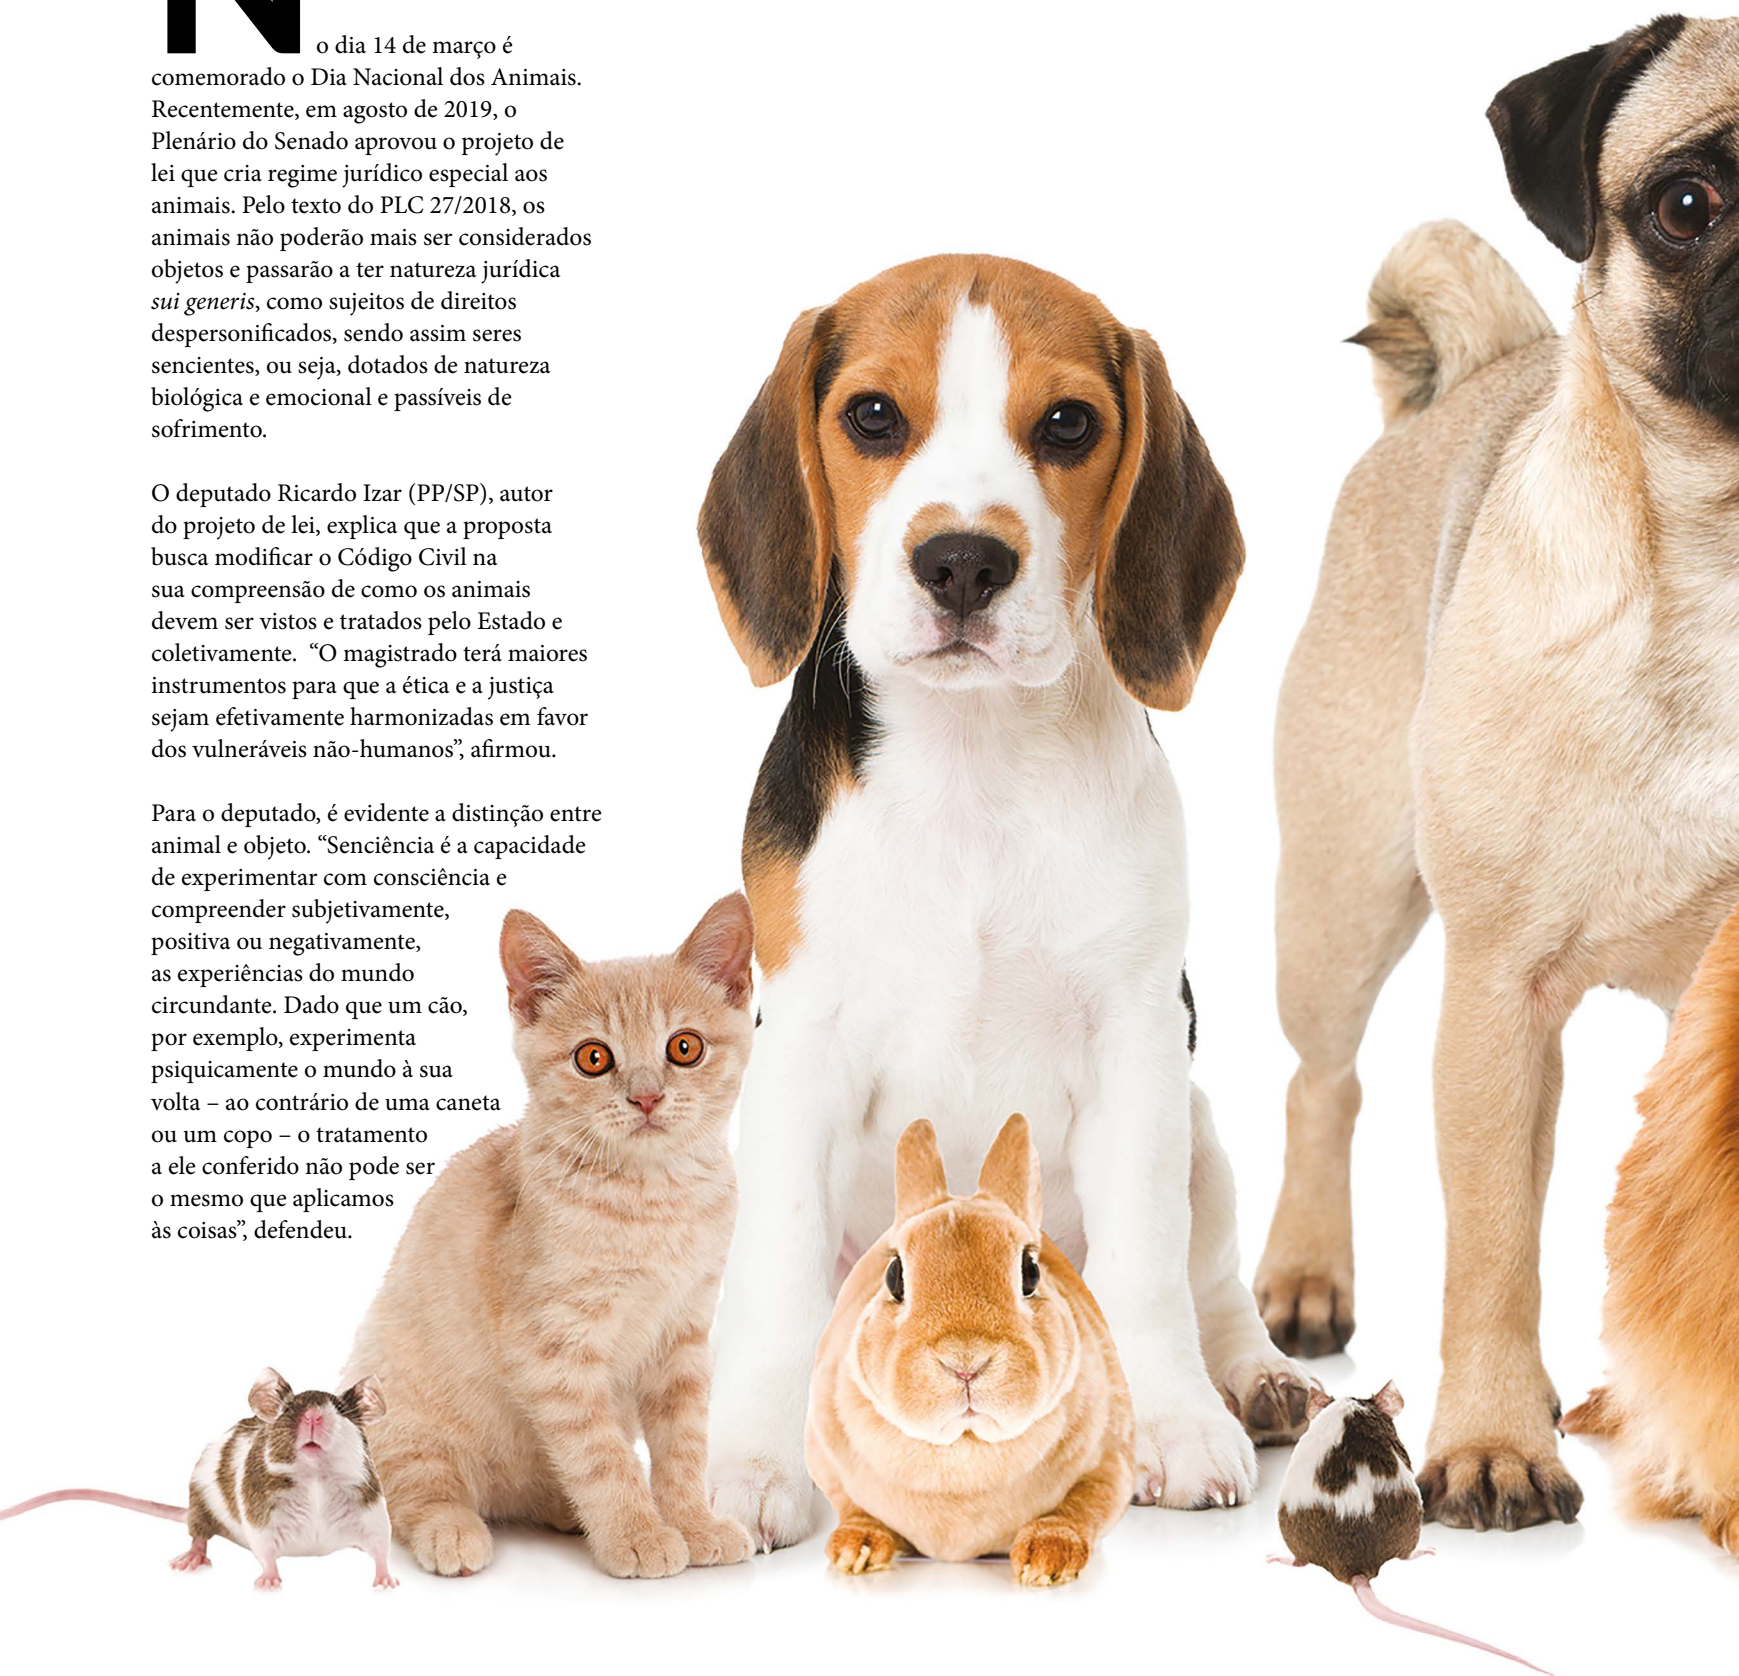 No dia 14 de março é
comemorado o Dia Nacional dos Animais.
Recentemente, em agosto de 2019, o
Plenário do Senado aprovou o projeto de
lei que cria regime jurídico especial aos
animais. Pelo texto do PLC 27/2018, os
animais não poderão mais ser considerados
objetos e passarão a ter natureza jurídica
sui generis, como sujeitos de direitos
despersonificados, sendo assim seres
sencientes, ou seja, dotados de natureza
biológica e emocional e passíveis de
sofrimento.
O deputado Ricardo Izar (PP/SP), autor
do projeto de lei, explica que a proposta
busca modificar o Código Civil na
sua compreensão de como os animais
devem ser vistos e tratados pelo Estado e
coletivamente. “O magistrado terá maiores
instrumentos para que a ética e a justiça
sejam efetivamente harmonizadas em favor
dos vulneráveis não-humanos”, afirmou.
Para o deputado, é evidente a distinção entre
animal e objeto. “Senciência é a capacidade
de experimentar com consciência e
compreender subjetivamente,
positiva ou negativamente,
as experiências do mundo
circundante. Dado que um cão,
por exemplo, experimenta
psiquicamente o mundo à sua
volta – ao contrário de uma caneta
ou um copo – o tratamento
a ele conferido não pode ser
o mesmo que aplicamos
às coisas”, defendeu.